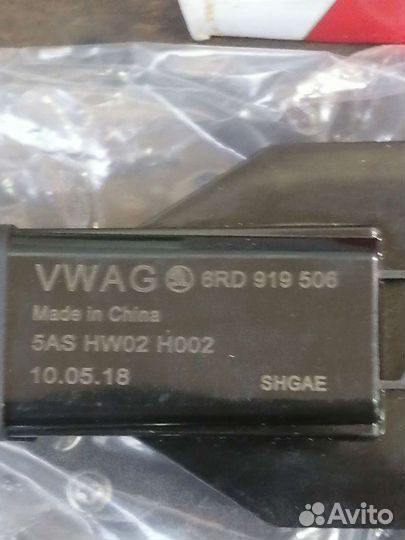 VWAG 6RD 919 506
Made in China
5AS HW02 H002
10.05.18 SHGAE
Avito